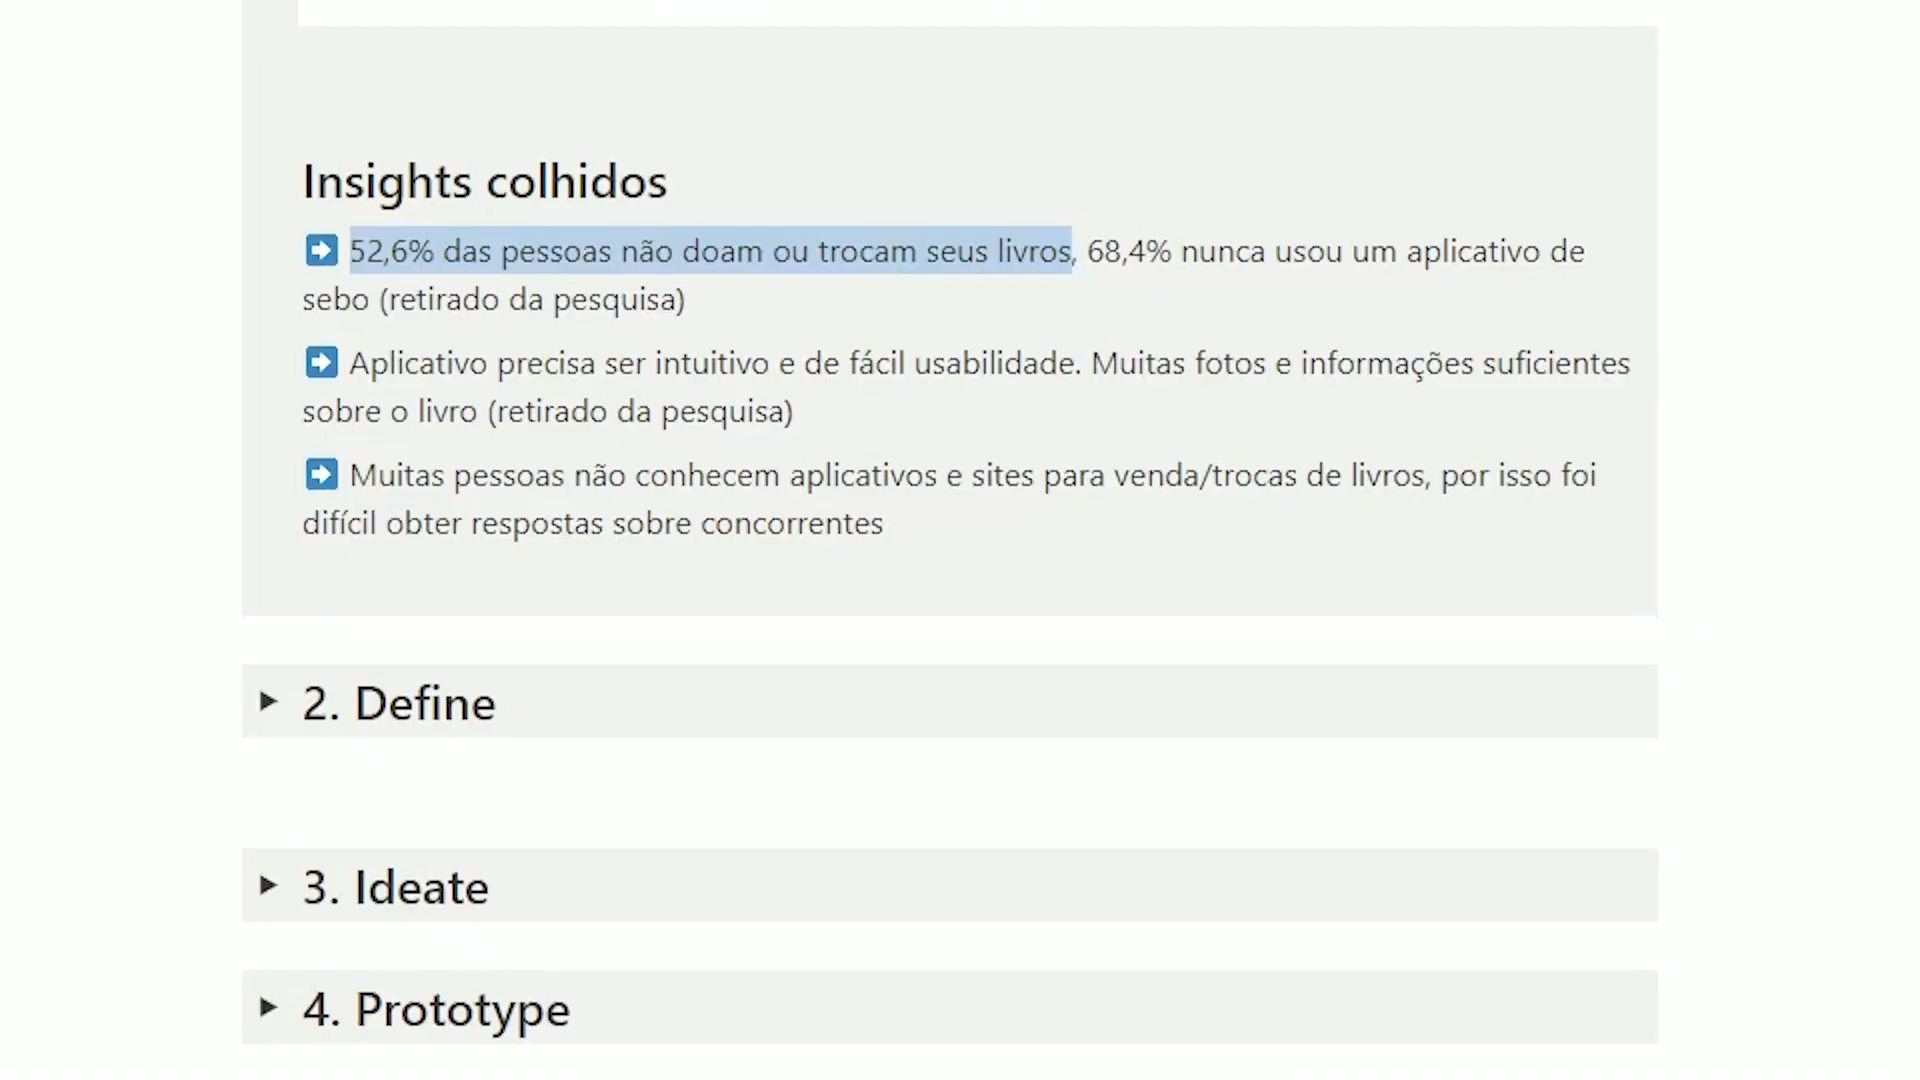 Insights colhidos
➡️ 52,6% das pessoas não doam ou trocam seus livros, 68,4% nunca usou um aplicativo de
sebo (retirado da pesquisa)
➡️ Aplicativo precisa ser intuitivo e de fácil usabilidade. Muitas fotos e informações suficientes
sobre o livro (retirado da pesquisa)
➡️ Muitas pessoas não conhecem aplicativos e sites para venda/trocas de livros, por isso foi
difícil obter respostas sobre concorrentes
2. Define
3. Ideate
4. Prototype